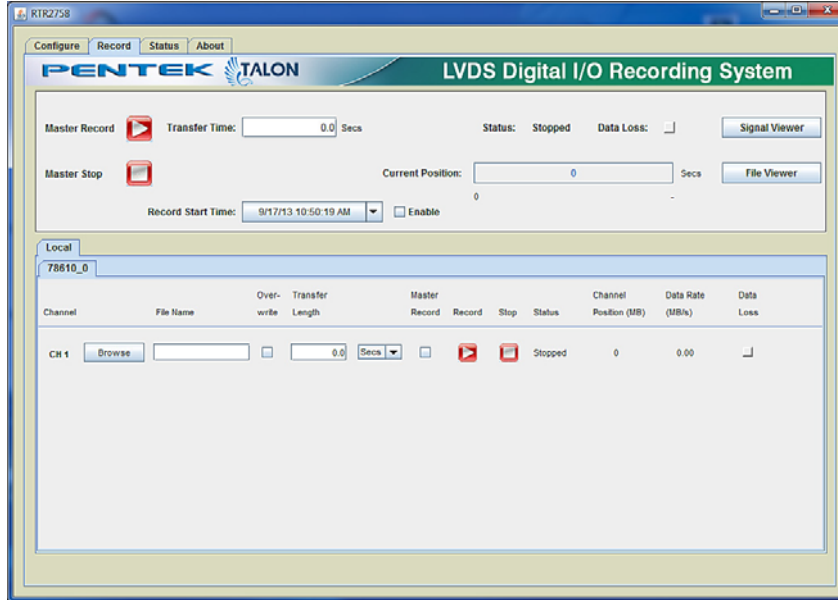 RTR2758
Configure Record Status About
PENTEK TALON LVDS Digital I/O Recording System
Master Record Transfer Time: 0.0 Secs Status: Stopped Data Loss: Signal Viewer
Master Stop Current Position: 0 Secs File Viewer
0 -
Record Start Time: 9/17/13 10:50:19 AM Enable
Local
78610_0
Over- Transfer Master Channel Data Rate Data
Channel File Name write Length Record Record Stop Status Position (MB) (MB/s) Loss
CH 1 Browse 0.0 Secs Stopped 0 0.00